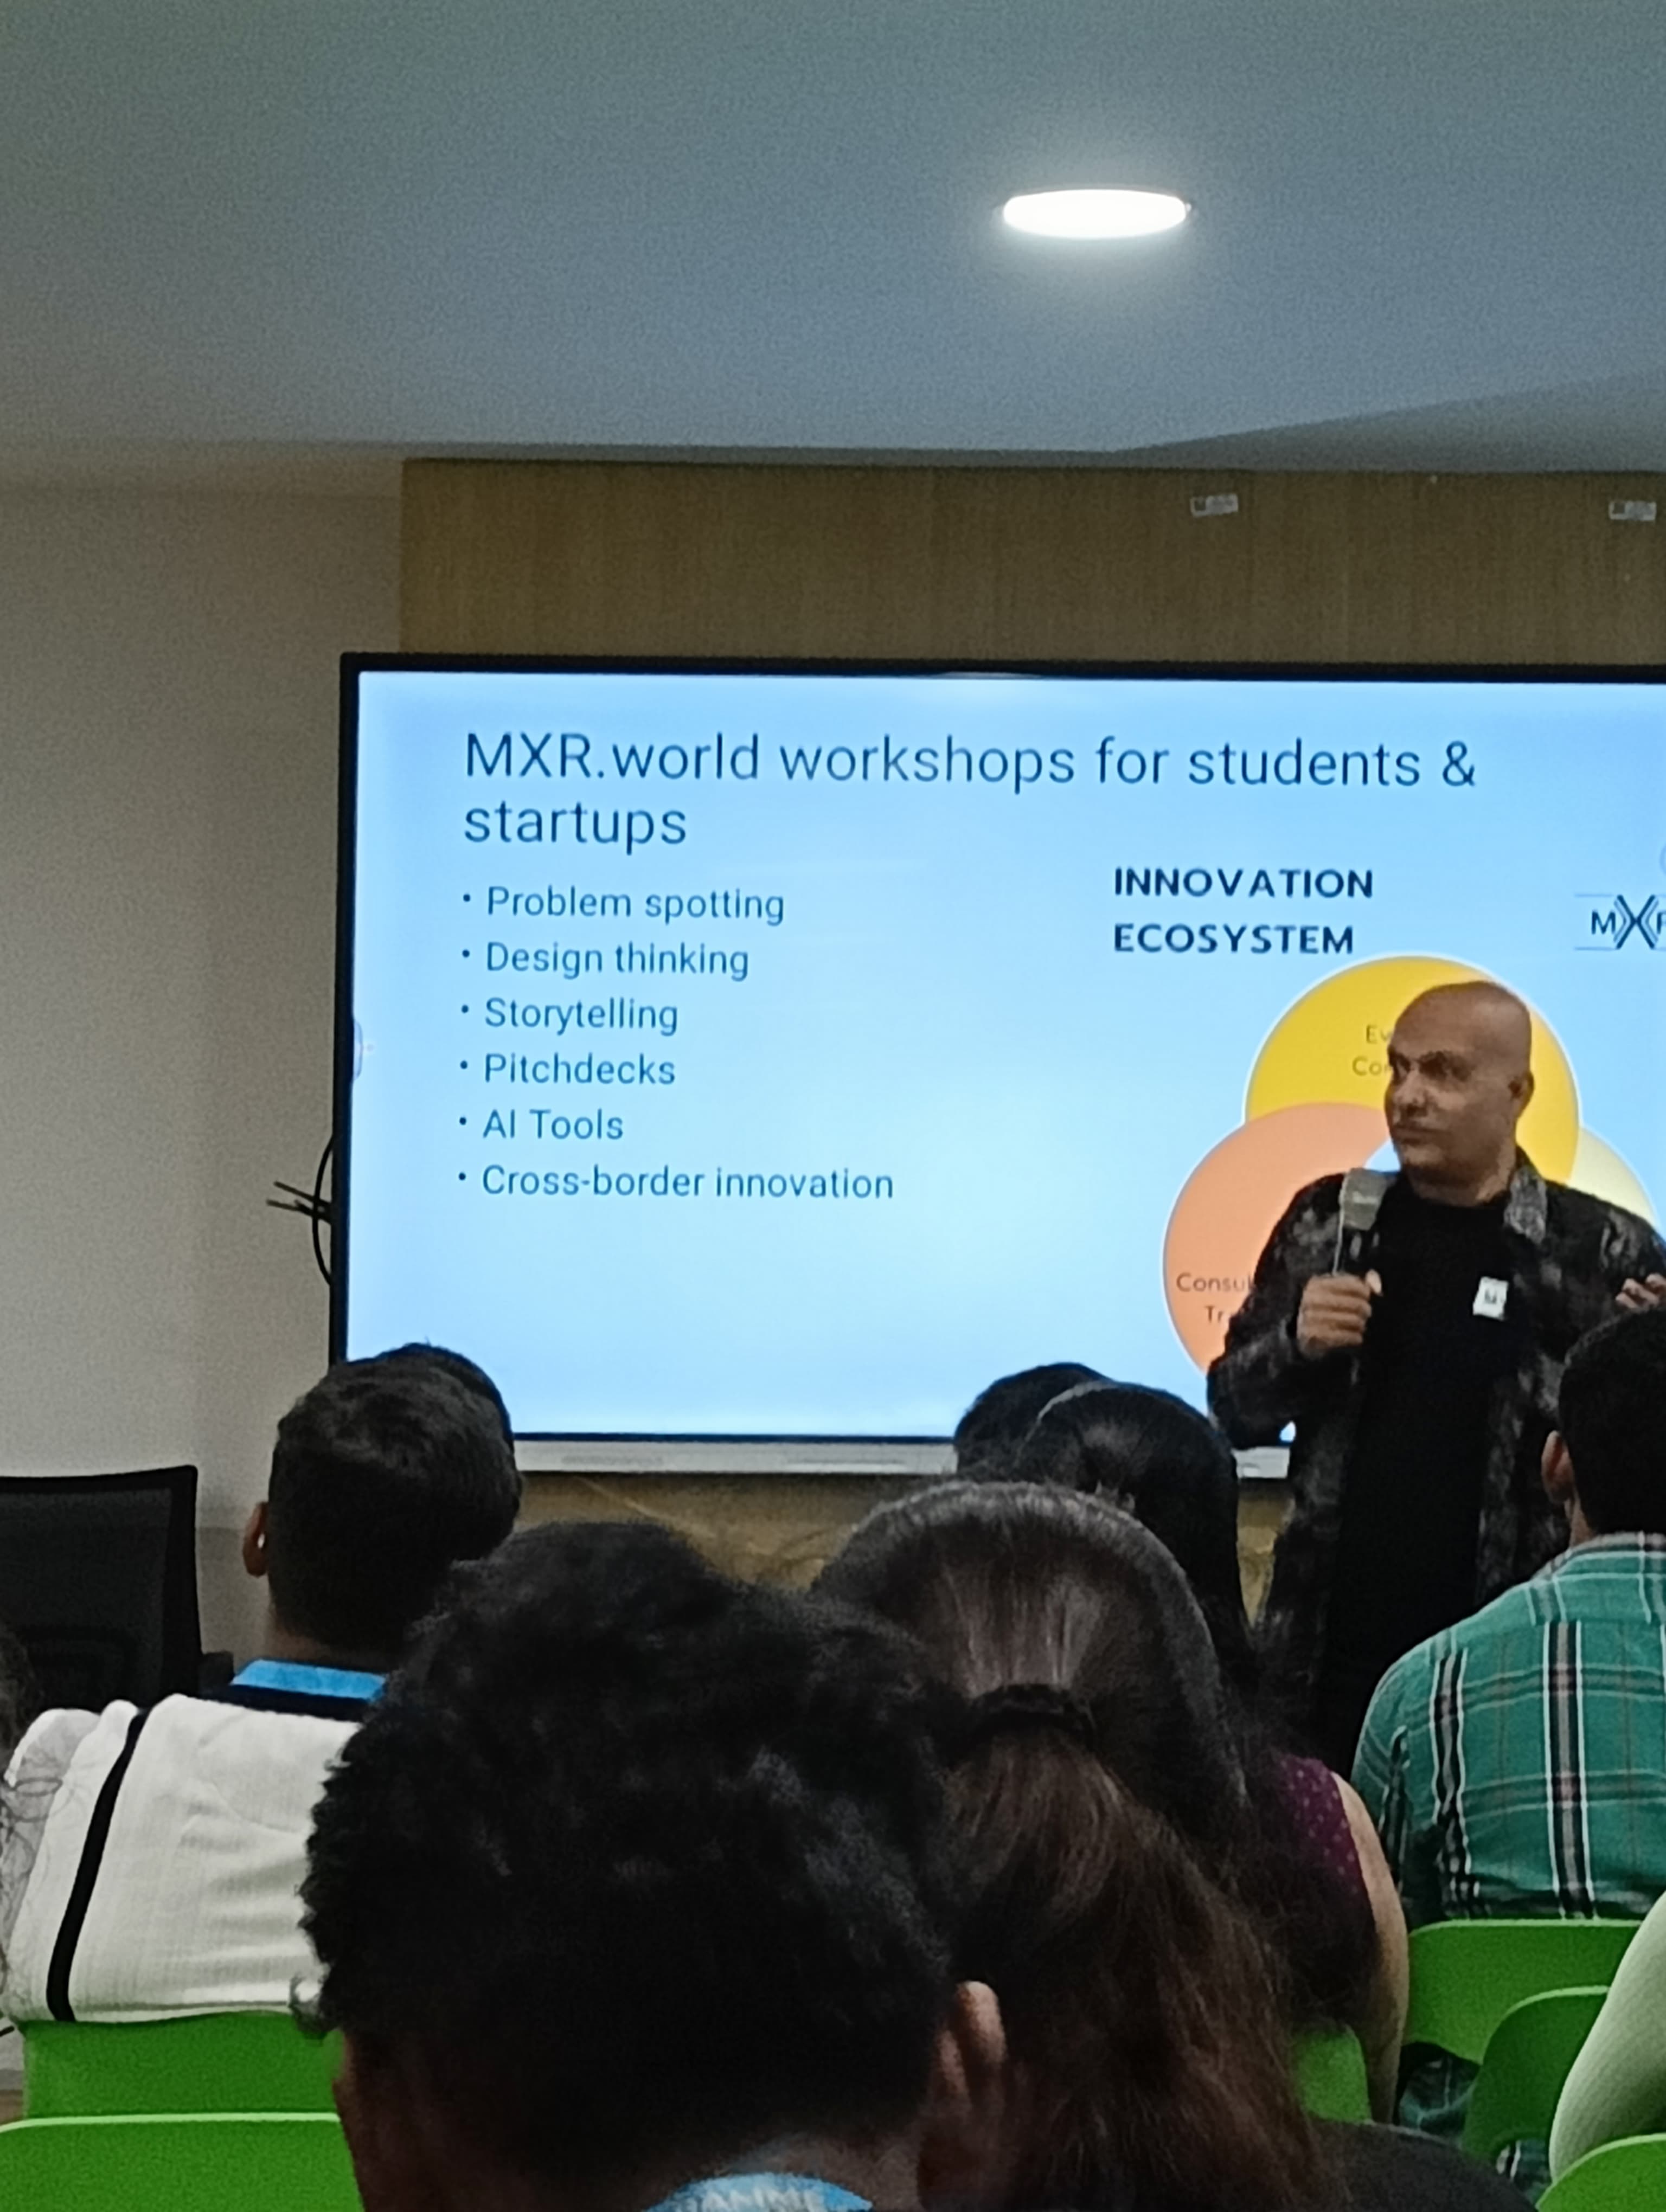 MXR.world workshops for students &
startups
• Problem spotting
• Design thinking
• Storytelling
• Pitchdecks
• AI Tools
• Cross-border innovation
INNOVATION
ECOSYSTEM